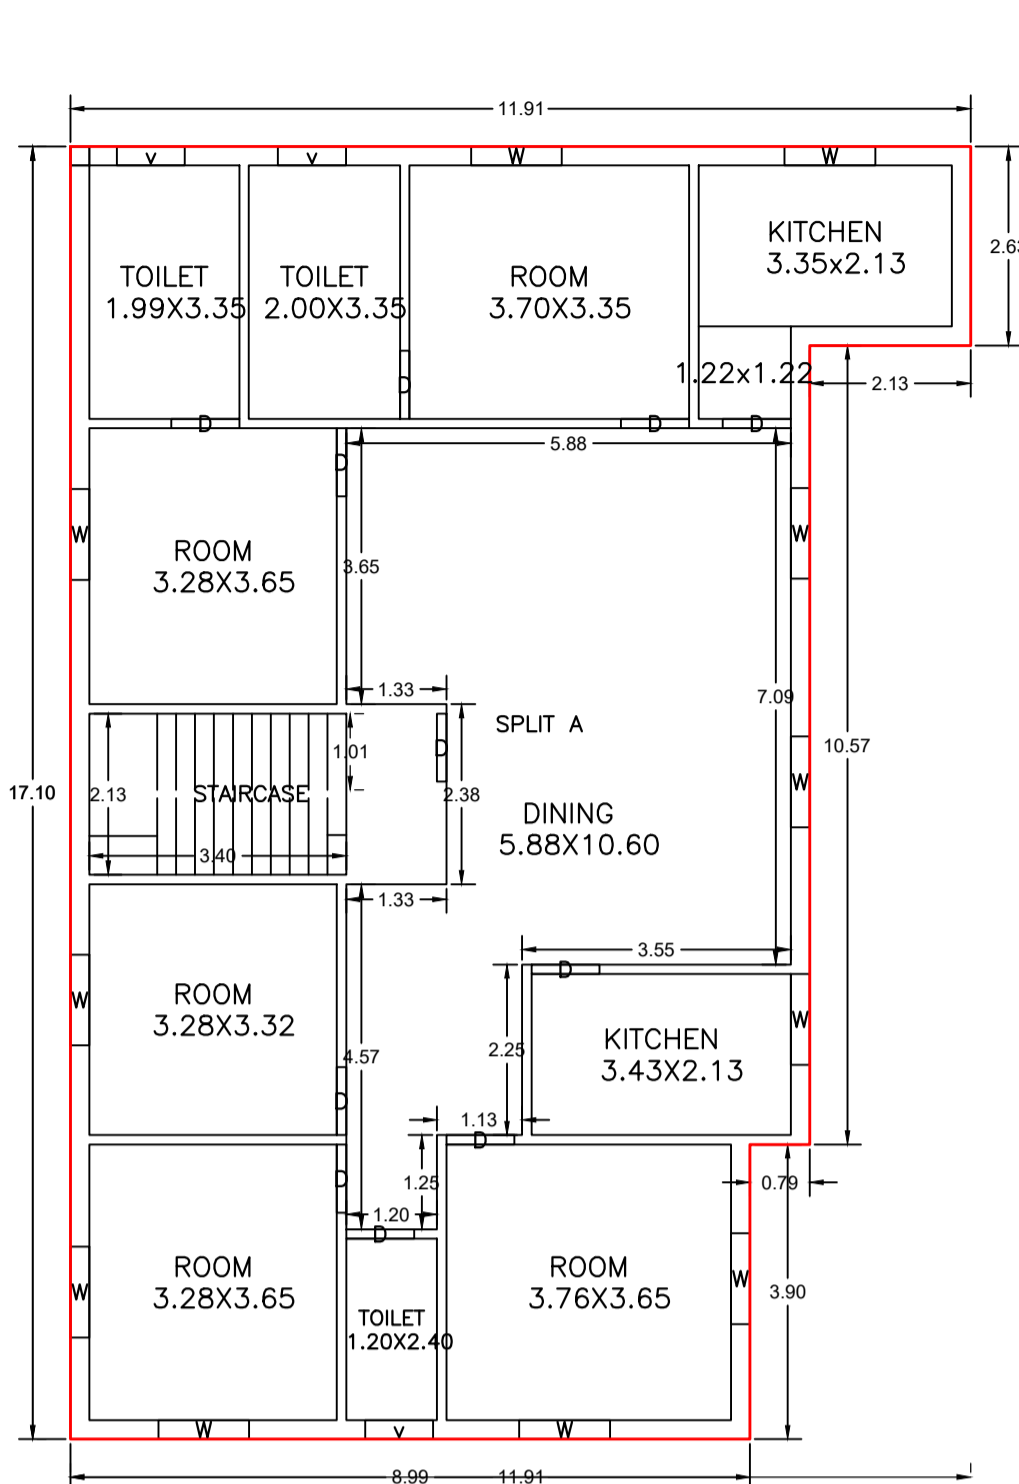 11.91
V
V
W
W
2.63
TOILET
1.99X3.35
TOILET
2.00X3.35
ROOM
3.70X3.35
KITCHEN
3.35x2.13
1.22x1.22
2.13
D
D
D
D
D
5.88
W
ROOM
3.28X3.65
3.65
W
1.33
7.09
SPLIT A
D
1.01
10.57
17.10
2.13
STAIRCASE
2.38
W
DINING
5.88X10.60
3.40
1.33
3.55
D
W
ROOM
3.28X3.32
W
KITCHEN
3.43X2.13
2.25
4.57
D
1.13
D
D
1.25
0.79
1.20
D
W
ROOM
3.28X3.65
ROOM
3.76X3.65
W
3.90
TOILET
1.20X2.40
W
V
W
8.99
11.91